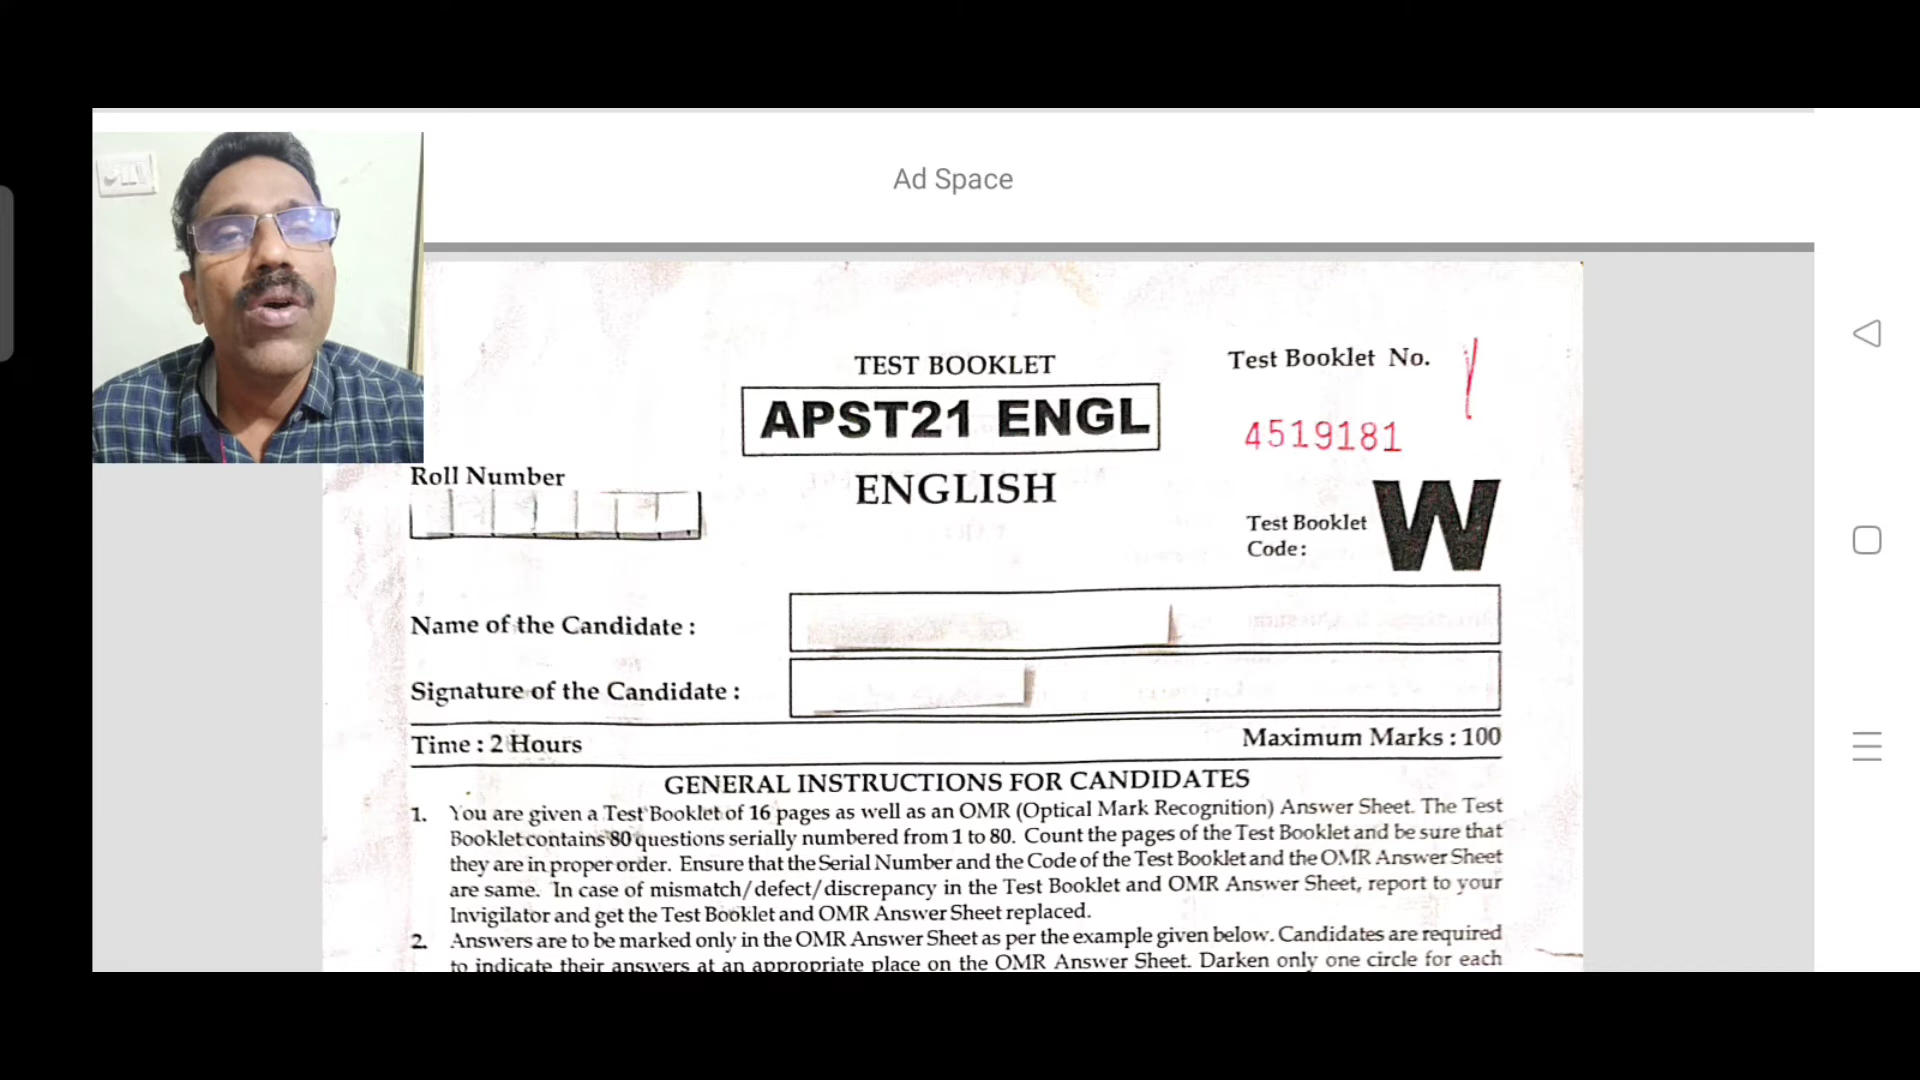 Ad Space
TEST BOOKLET
Test Booklet No.
APST21 ENGL
4519181
Roll Number
ENGLISH
Test Booklet
Code:
W
Name of the Candidate :
Signature of the Candidate :
Time : 2 Hours
Maximum Marks : 100
GENERAL INSTRUCTIONS FOR CANDIDATES
1. You are given a Test Booklet of 16 pages as well as an OMR (Optical Mark Recognition) Answer Sheet. The Test
Booklet contains 80 questions serially numbered from 1 to 80. Count the pages of the Test Booklet and be sure that
they are in proper order. Ensure that the Serial Number and the Code of the Test Booklet and the OMR Answer Sheet
are same. In case of mismatch/defect/discrepancy in the Test Booklet and OMR Answer Sheet, report to your
Invigilator and get the Test Booklet and OMR Answer Sheet replaced.
2. Answers are to be marked only in the OMR Answer Sheet as per the example given below. Candidates are required
to indicate their answers at an appropriate place on the OMR Answer Sheet. Darken only one circle for each